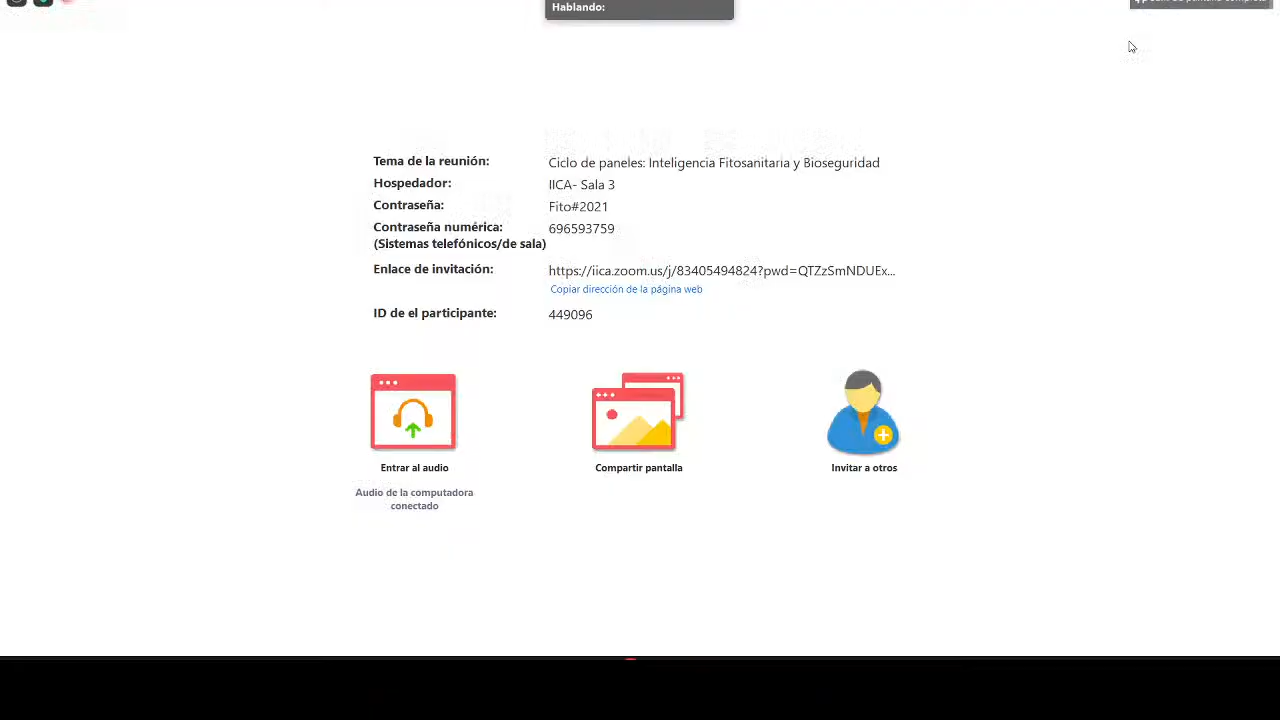 Hablando:
Tema de la reunión: Ciclo de paneles: Inteligencia Fitosanitaria y Bioseguridad
Hospedador: IICA- Sala 3
Contraseña: Fito#2021
Contraseña numérica: 696593759
(Sistemas telefónicos/de sala)
Enlace de invitación: https://iica.zoom.us/j/83405494824?pwd=QTZzSmNDUEx...
Copiar dirección de la página web
ID de el participante: 449096
Entrar al audio
Compartir pantalla
Invitar a otros
Audio de la computadora
conectado